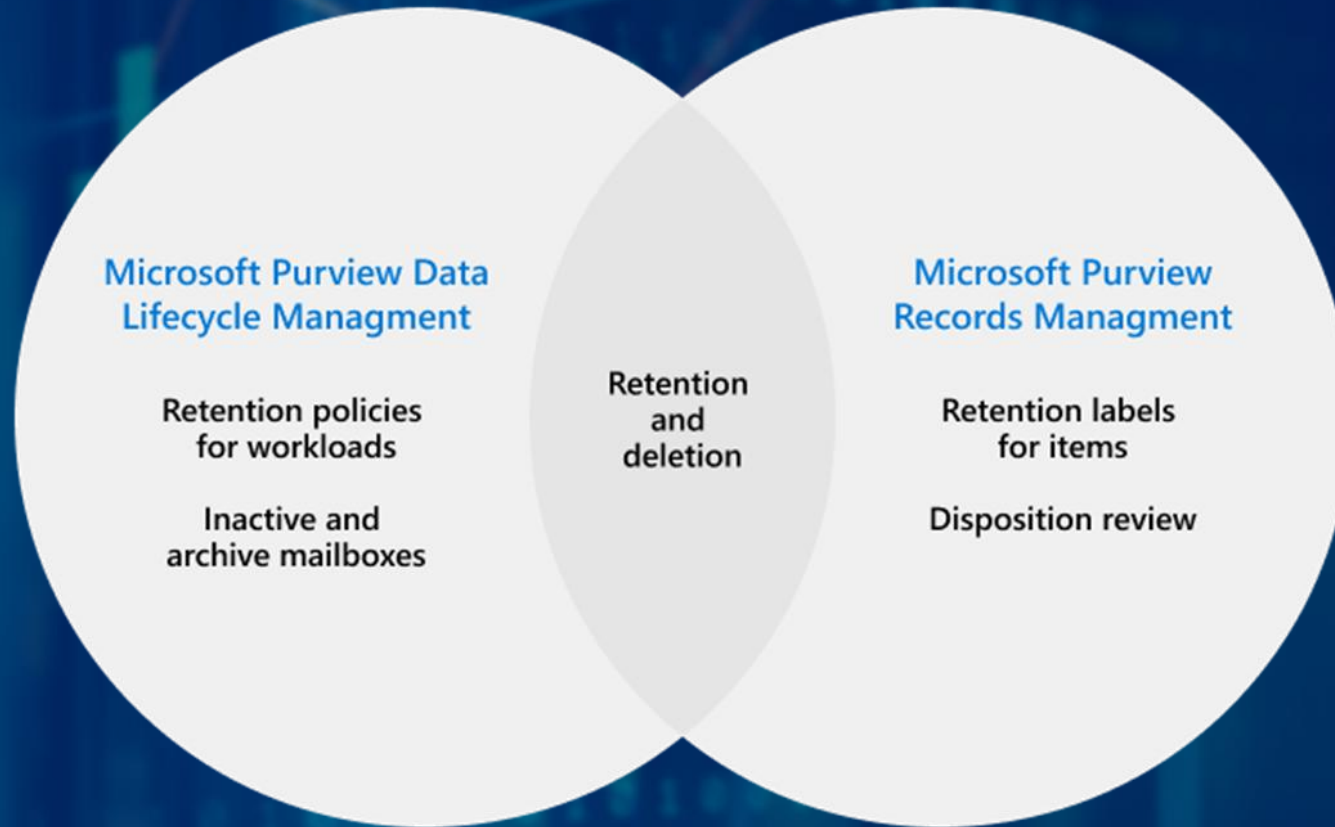 Microsoft Purview Data
Lifecycle Managment
Retention policies
for workloads
Inactive and
archive mailboxes
Retention
and
deletion
Microsoft Purview
Records Managment
Retention labels
for items
Disposition review